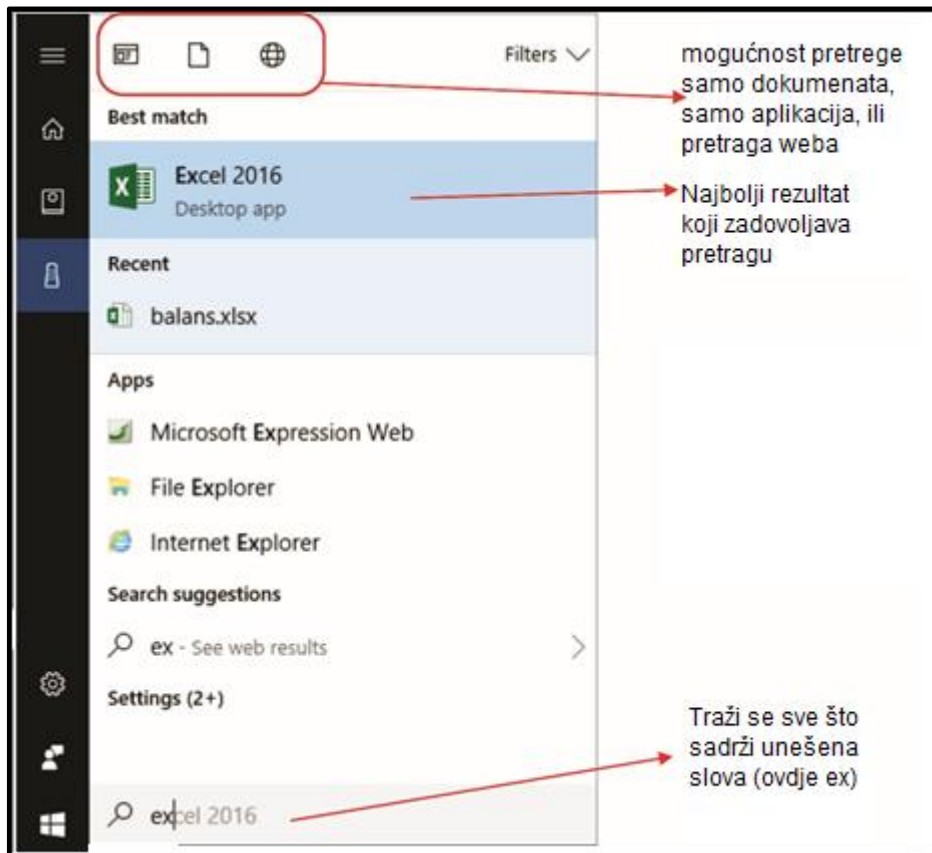 Filters
mogućnost pretrege
samo dokumenata,
samo aplikacija, ili
pretraga weba
Best match
Excel 2016
Desktop app
Najbolji rezultat
koji zadovoljava
pretragu
Recent
balans.xlsx
Apps
Microsoft Expression Web
File Explorer
Internet Explorer
Search suggestions
ex - See web results
Settings (2+)
Traži se sve što
sadrži unešena
slova (ovdje ex)
excel 2016